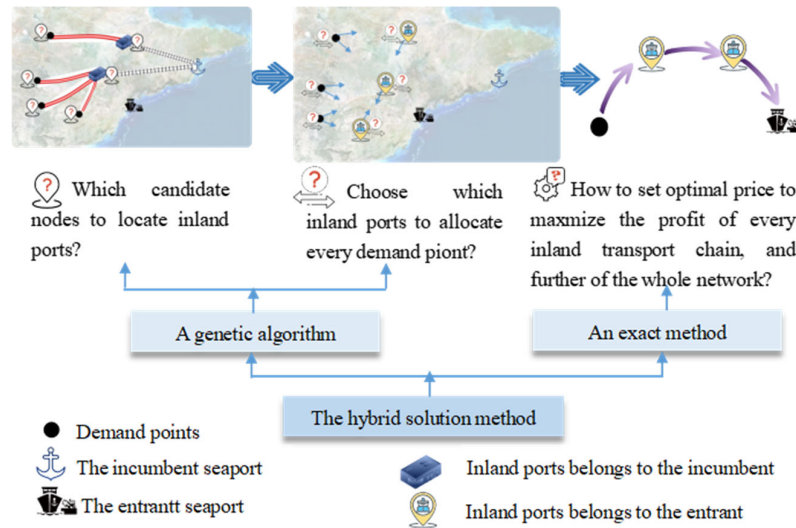 Which candidate
nodes to locate inland
ports?
Choose which
inland ports to allocate
every demand piont?
How to set optimal price to
maxmize the profit of every
inland transport chain, and
further of the whole network?
A genetic algorithm
An exact method
The hybrid solution method
Demand points
The incumbent seaport
The entrantt seaport
Inland ports belongs to the incumbent
Inland ports belongs to the entrant